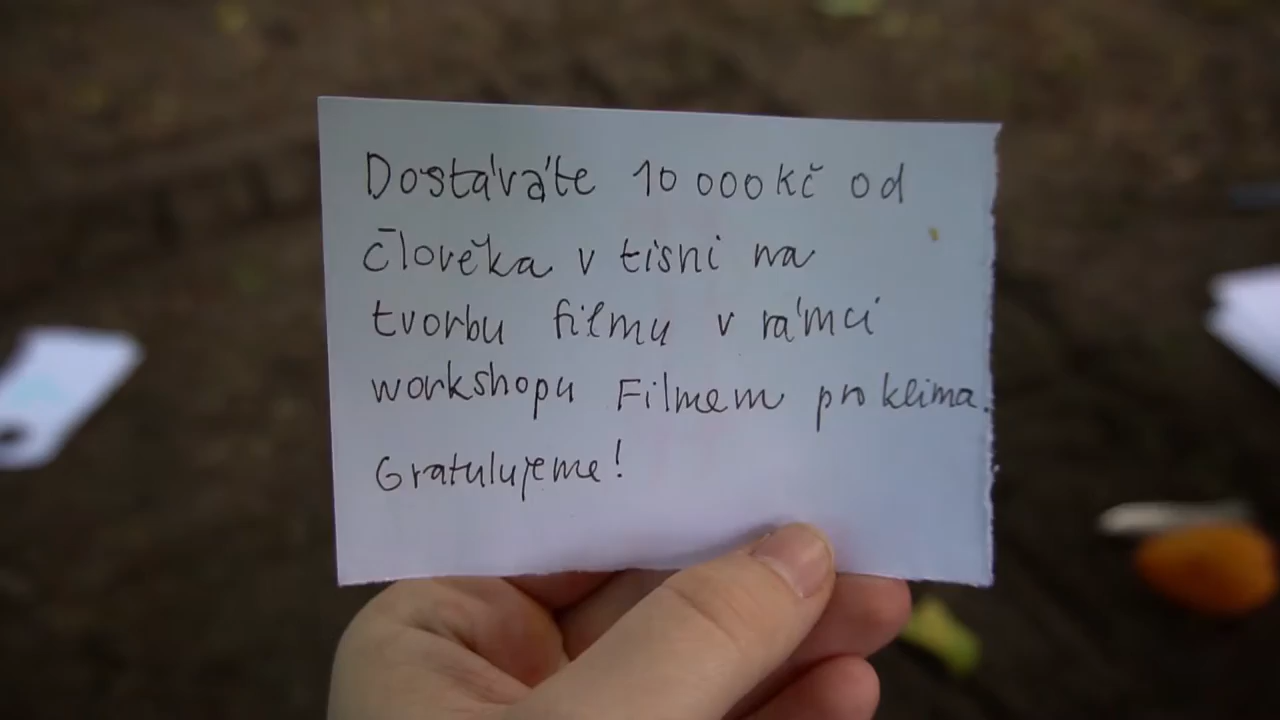 Dostáváte 10 000 kč od
člověka v tísni na
tvorbu filmu v rámci
workshopu Filmem pro klima.
Gratulujeme!